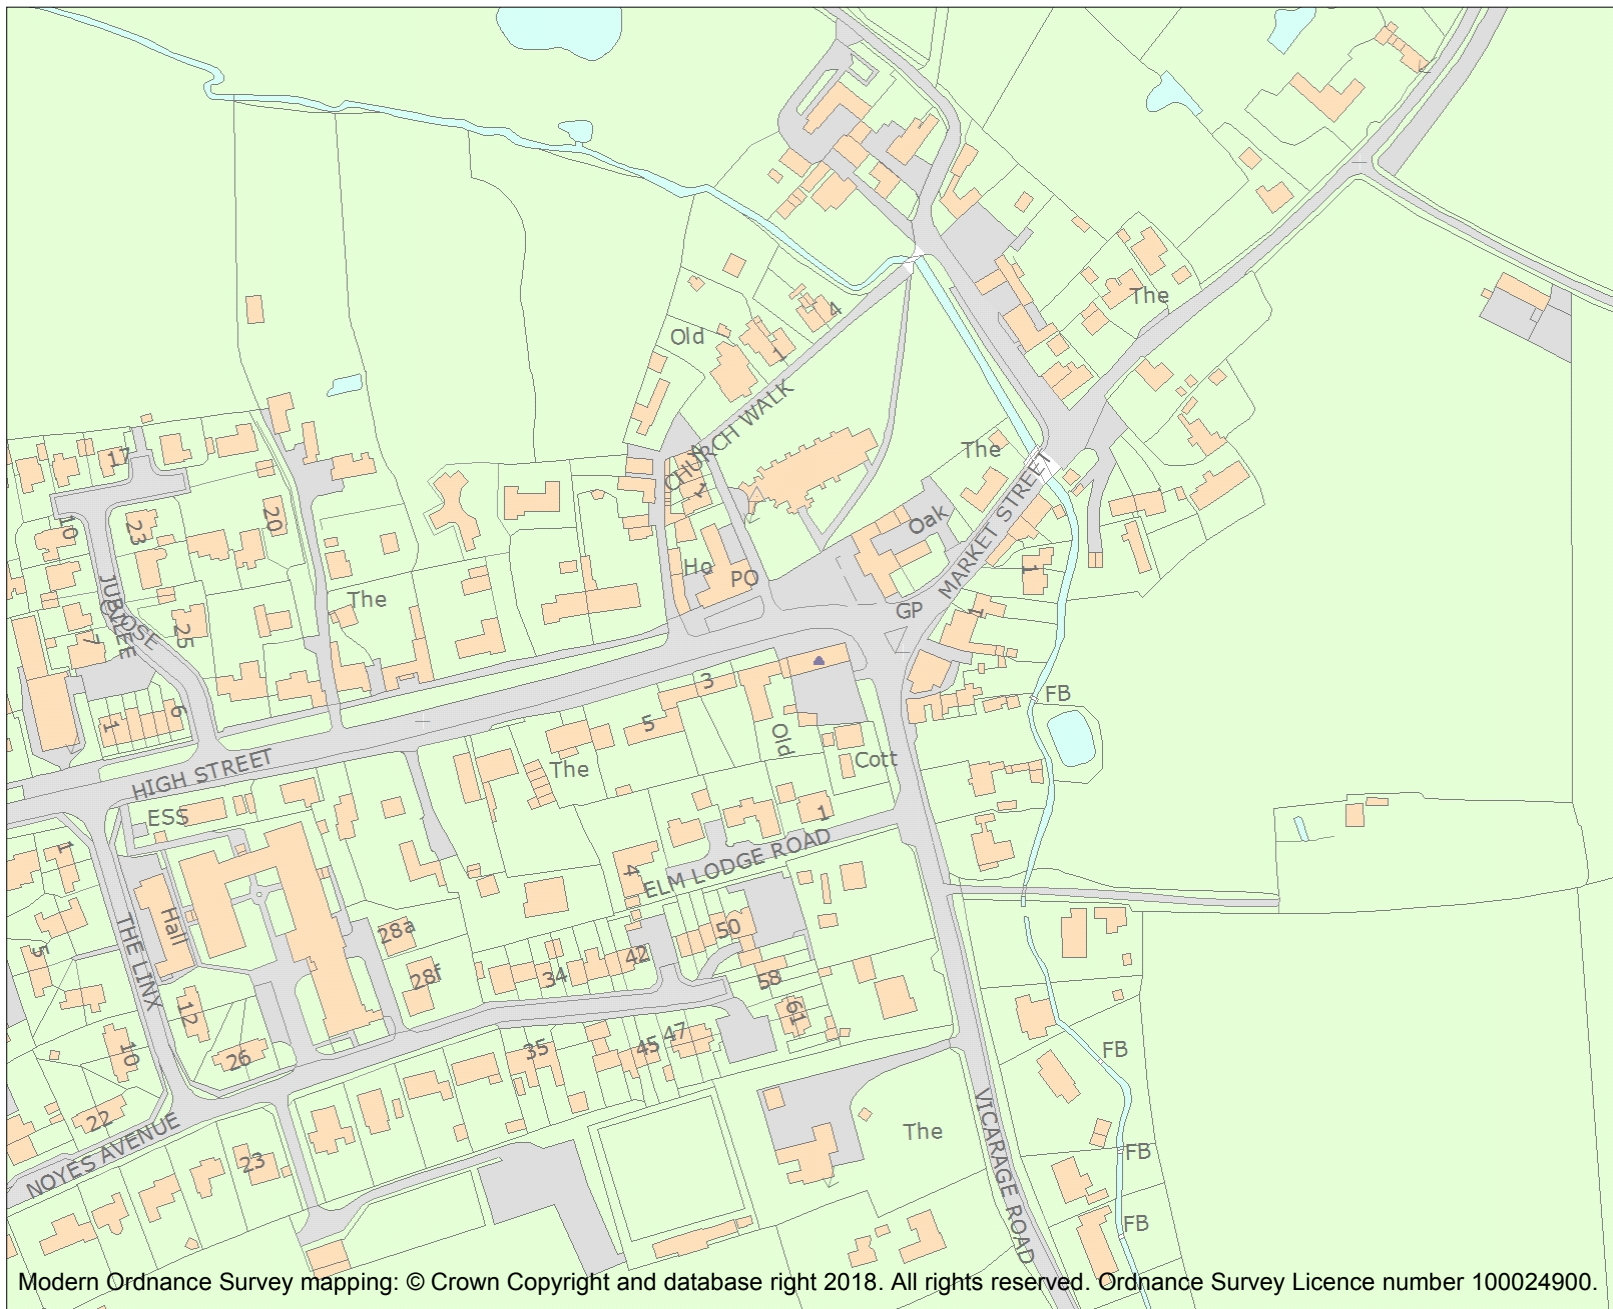 The
Old
4
1
CHURCH WALK
2
1
17
10
23
20
The
Oak
MARKET STREET
1
Ho
PO
The
GP
1
JUBILEE
CLOSE
7
25
1
6
3
5
FB
Old
The
Cott
HIGH STREET
ESS
1
1
ELM LODGE ROAD
4
THE LINX
Hall
5
28a
50
34
42
28f
58
12
61
10
26
35
45
47
FB
22
NOYES AVENUE
23
The
VICARAGE ROAD
FB
FB
Modern Ordnance Survey mapping: © Crown Copyright and database right 2018. All rights reserved. Ordnance Survey Licence number 100024900.